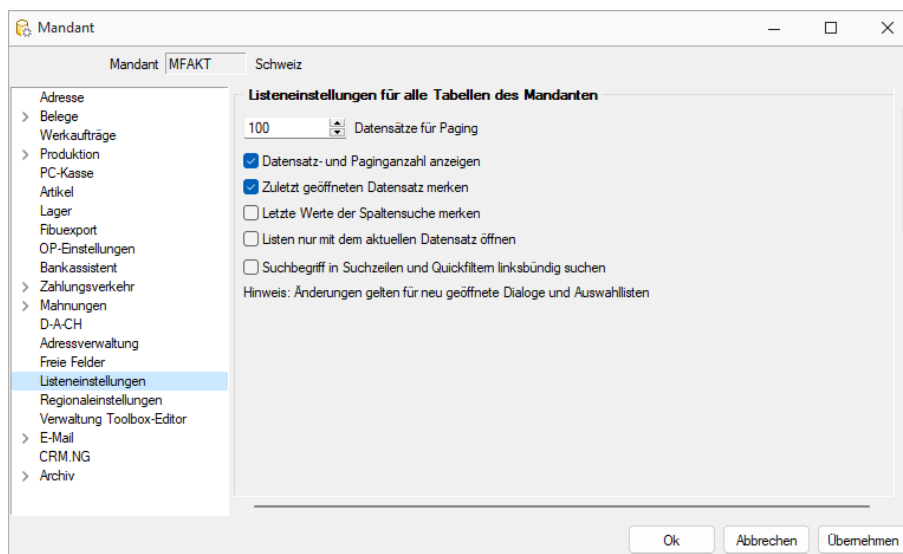 Mandant
Mandant MFAKT Schweiz
Adresse
Belege
Werkaufträge
Produktion
PC-Kasse
Artikel
Lager
Fibuexport
OP-Einstellungen
Bankassistent
Zahlungsverkehr
Mahnungen
D-A-CH
Adressverwaltung
Freie Felder
Listeneinstellungen
Regionaleinstellungen
Verwaltung Toolbox-Editor
E-Mail
CRM.NG
Archiv
Listeneinstellungen für alle Tabellen des Mandanten
100 Datensätze für Paging
Datensatz- und Paginganzahl anzeigen
Zuletzt geöffneten Datensatz merken
Letzte Werte der Spaltensuche merken
Listen nur mit dem aktuellen Datensatz öffnen
Suchbegriff in Suchzeilen und Quickfiltern linksbündig suchen
Hinweis: Änderungen gelten für neu geöffnete Dialoge und Auswahllisten
Ok Abbrechen Übernehmen